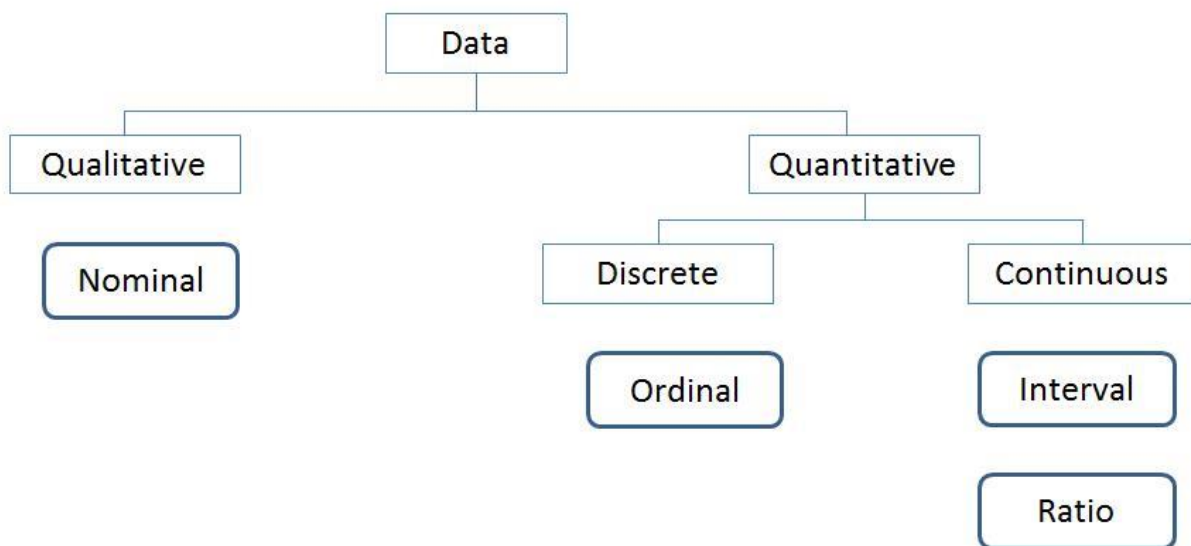 Data
Qualitative
Quantitative
Nominal
Discrete
Continuous
Ordinal
Interval
Ratio